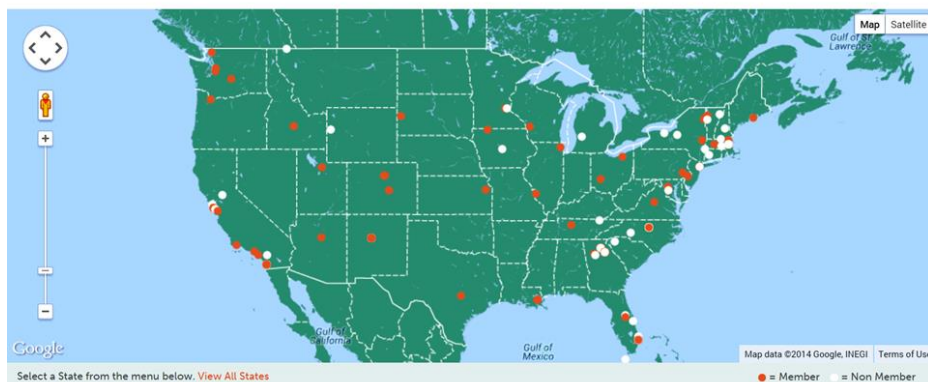 Map Satellite
Gulf of St
Lawrence
Gulf of
California
Gulf of
Mexico
Google
Map data ©2014 Google, INEGI Terms of Use
Select a State from the menu below. View All States
= Member = Non Member